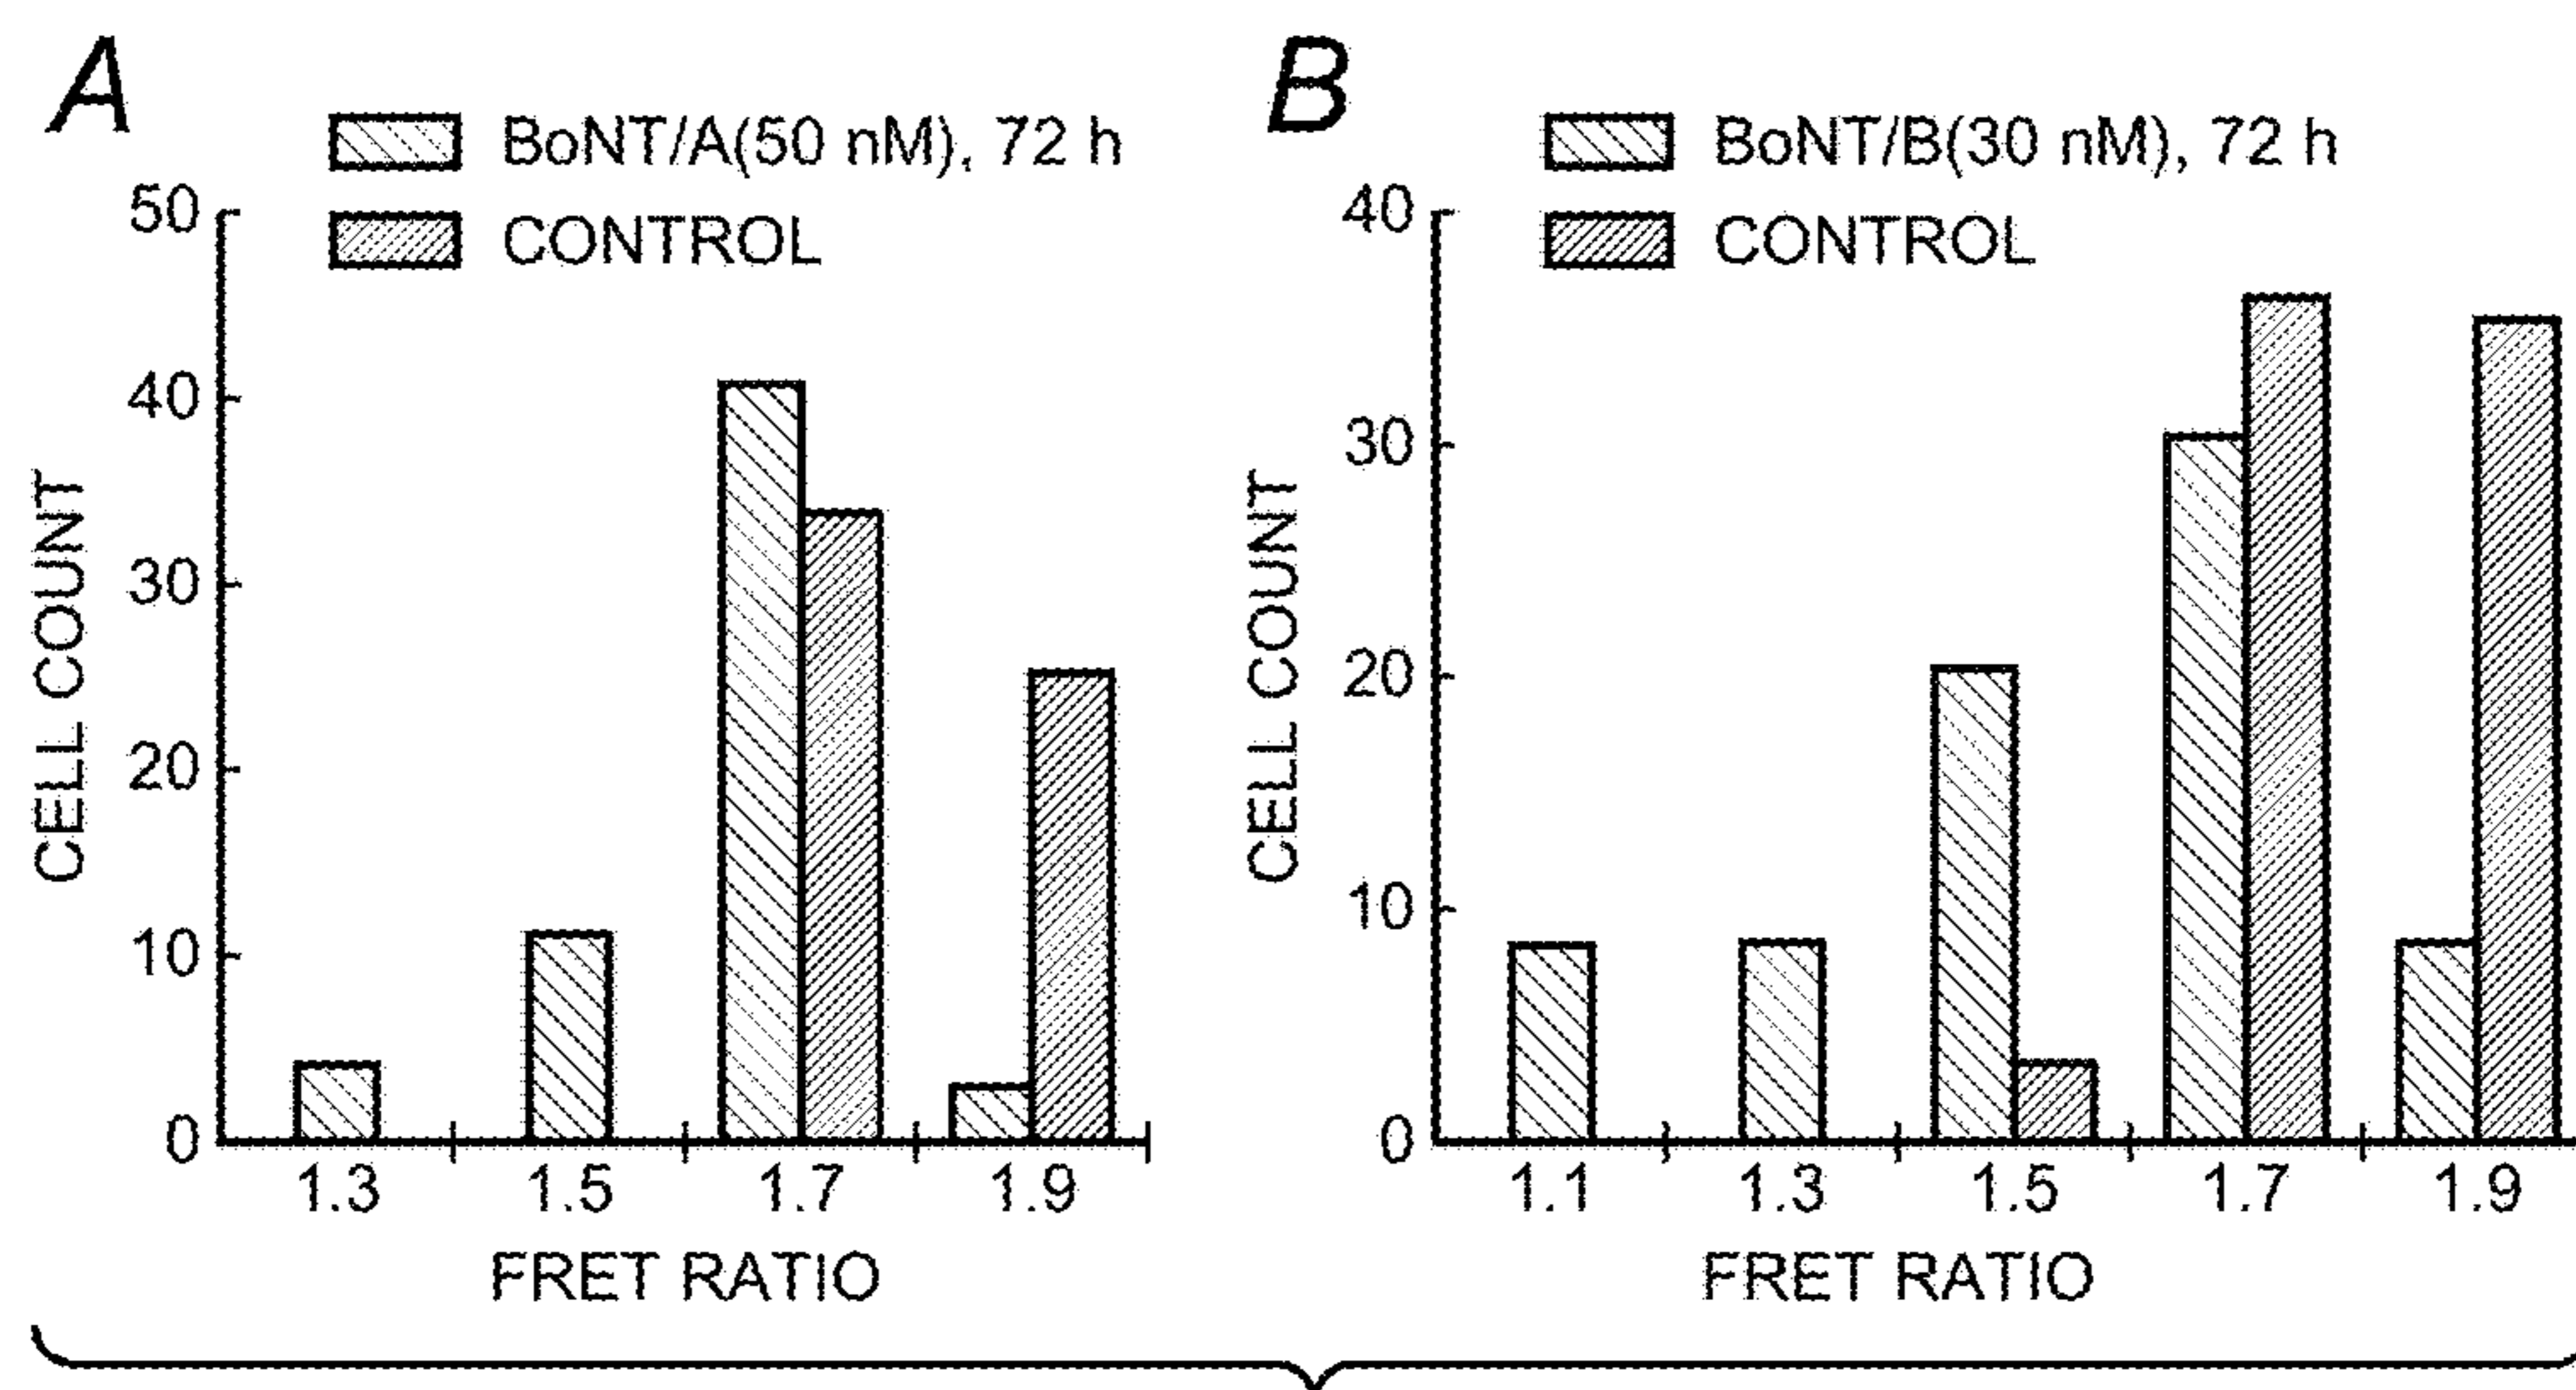 A
BoNT/A(50 nM), 72 h
CONTROL
50
40
30
20
10
0
CELL COUNT
1.3 1.5 1.7 1.9
FRET RATIO
B
BoNT/B(30 nM), 72 h
CONTROL
40
30
20
10
0
CELL COUNT
1.1 1.3 1.5 1.7 1.9
FRET RATIO